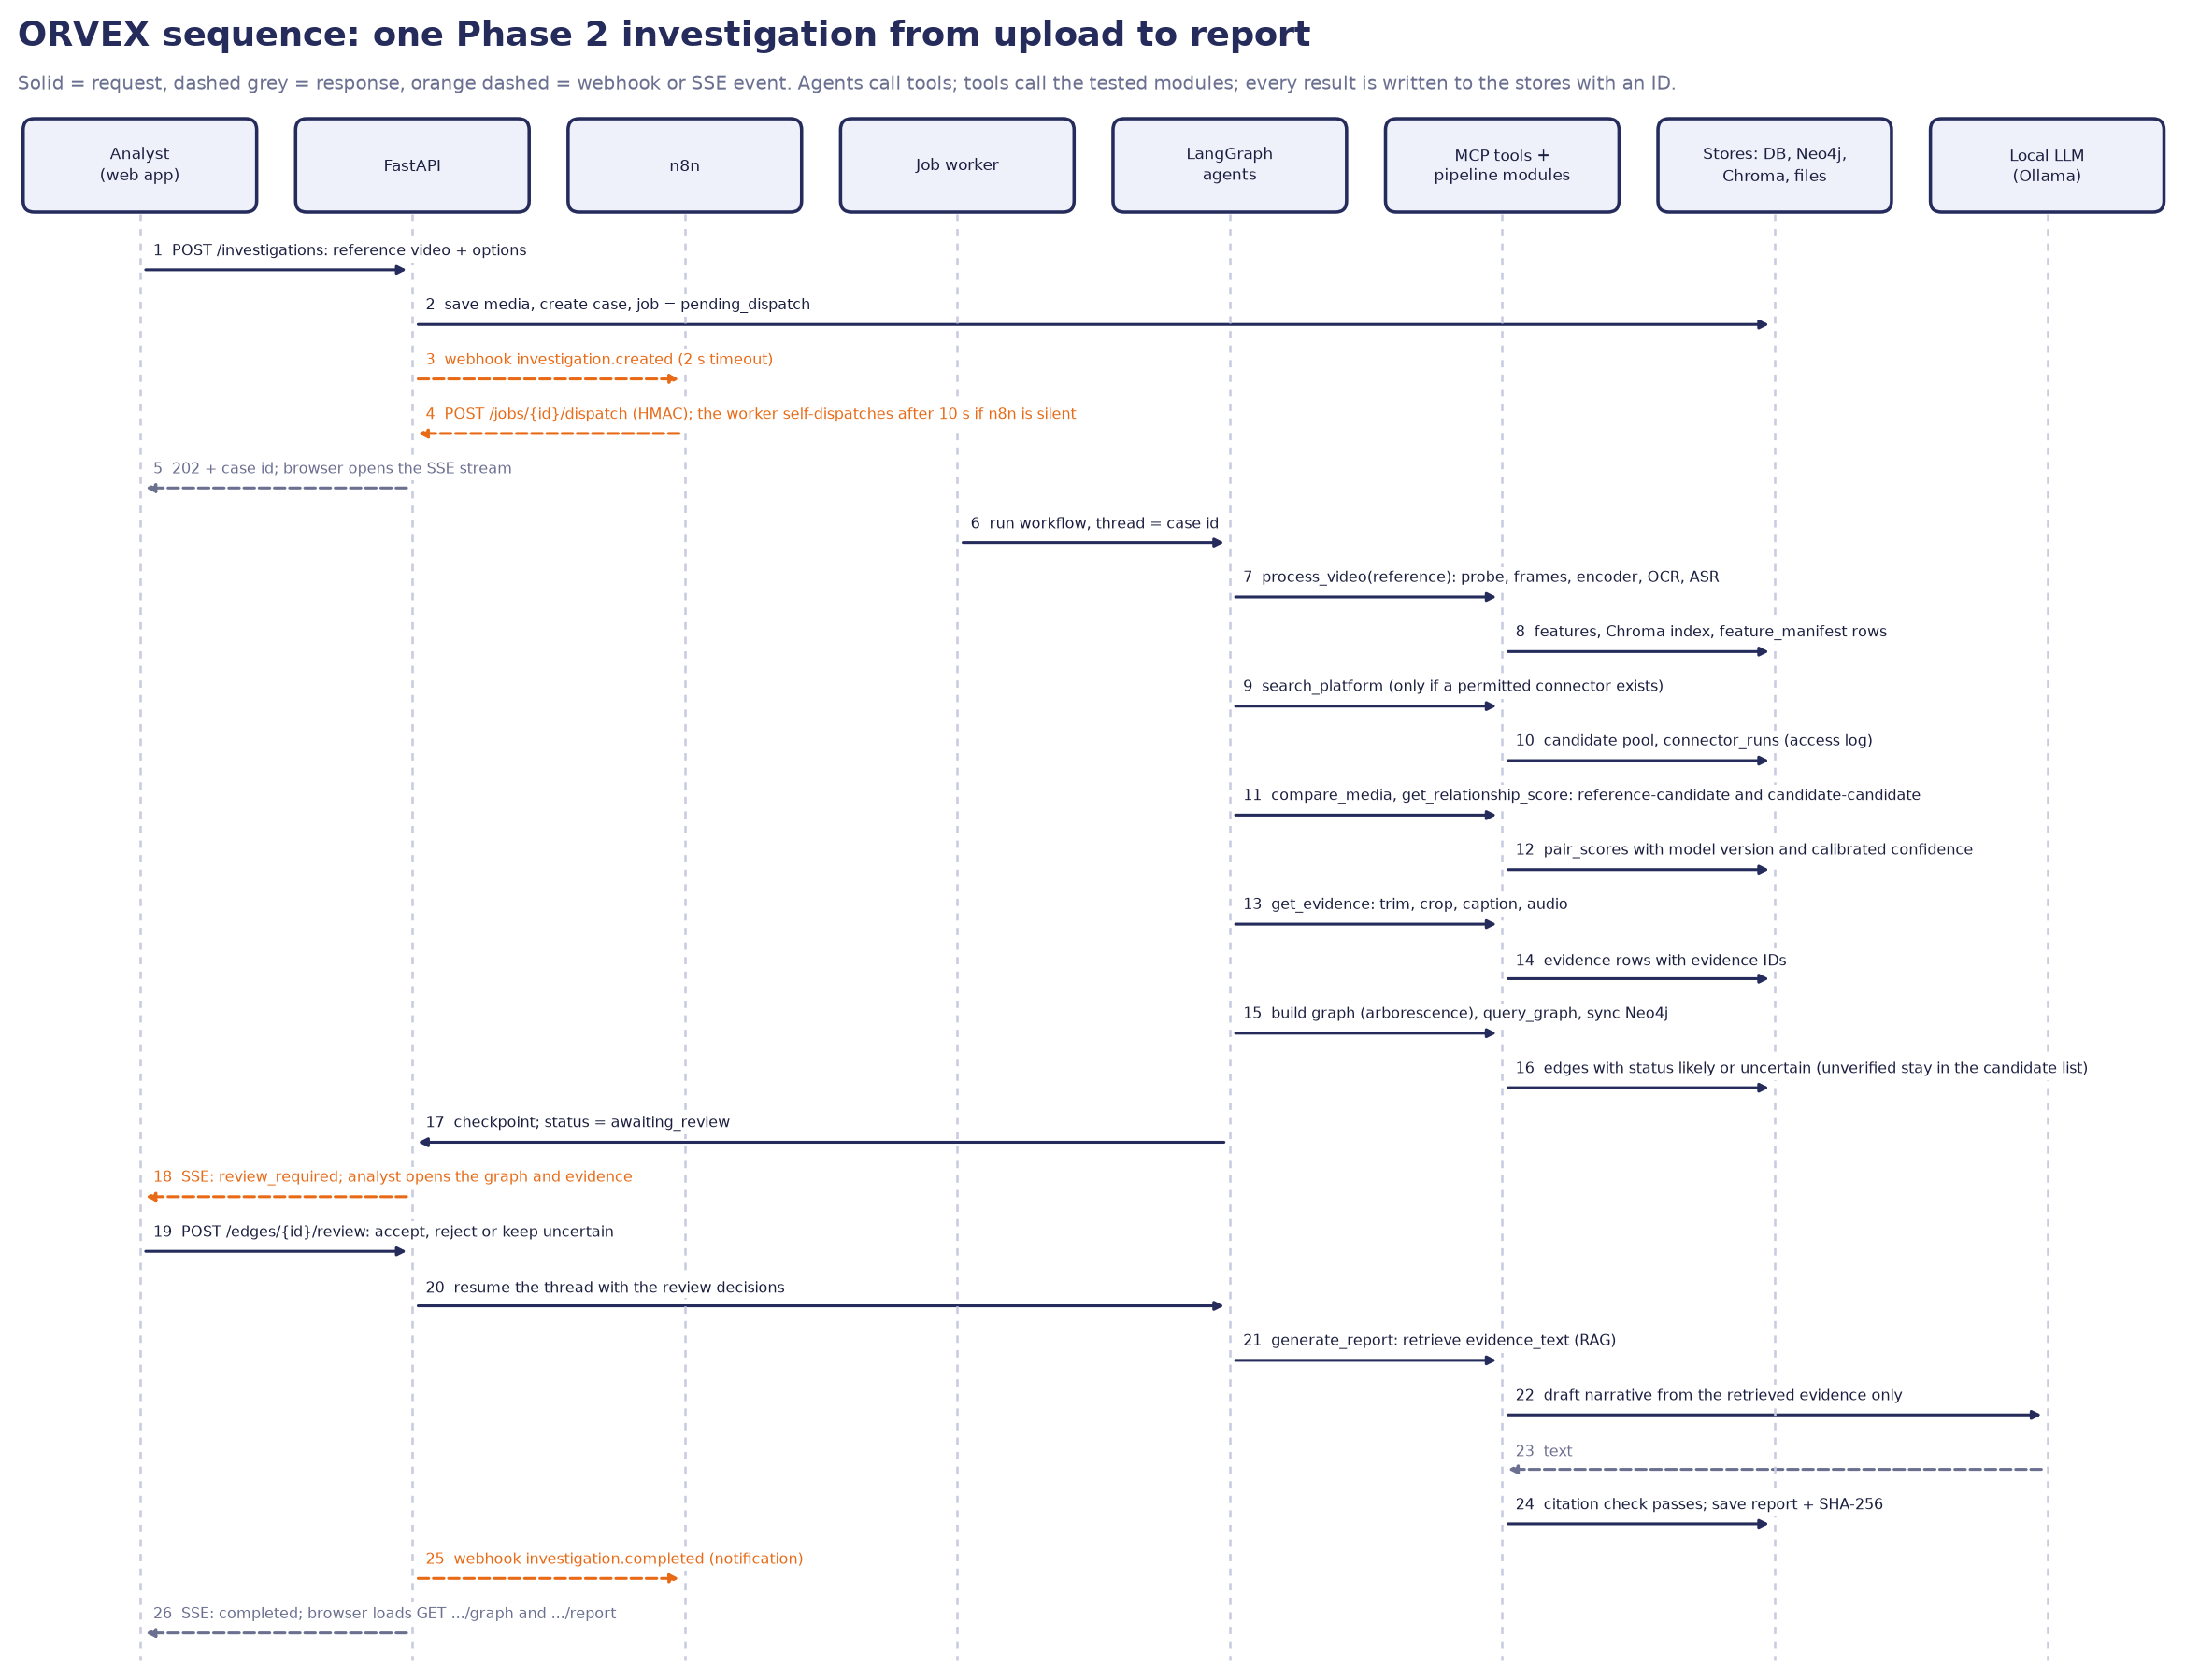 ORVEX sequence: one Phase 2 investigation from upload to report
Solid = request, dashed grey = response, orange dashed = webhook or SSE event. Agents call tools; tools call the tested modules; every result is written to the stores with an ID.
Analyst
(web app)
FastAPI
n8n
Job worker
LangGraph
agents
MCP tools +
pipeline modules
Stores: DB, Neo4j,
Chroma, files
Local LLM
(Ollama)
1 POST /investigations: reference video + options
2 save media, create case, job = pending_dispatch
3 webhook investigation.created (2 s timeout)
4 POST /jobs/{id}/dispatch (HMAC); the worker self-dispatches after 10 s if n8n is silent
5 202 + case id; browser opens the SSE stream
6 run workflow, thread = case id
7 process_video(reference): probe, frames, encoder, OCR, ASR
8 features, Chroma index, feature_manifest rows
9 search_platform (only if a permitted connector exists)
10 candidate pool, connector_runs (access log)
11 compare_media, get_relationship_score: reference-candidate and candidate-candidate
12 pair_scores with model version and calibrated confidence
13 get_evidence: trim, crop, caption, audio
14 evidence rows with evidence IDs
15 build graph (arborescence), query_graph, sync Neo4j
16 edges with status likely or uncertain (unverified stay in the candidate list)
17 checkpoint; status = awaiting_review
18 SSE: review_required; analyst opens the graph and evidence
19 POST /edges/{id}/review: accept, reject or keep uncertain
20 resume the thread with the review decisions
21 generate_report: retrieve evidence_text (RAG)
22 draft narrative from the retrieved evidence only
23 text
24 citation check passes; save report + SHA-256
25 webhook investigation.completed (notification)
26 SSE: completed; browser loads GET .../graph and .../report